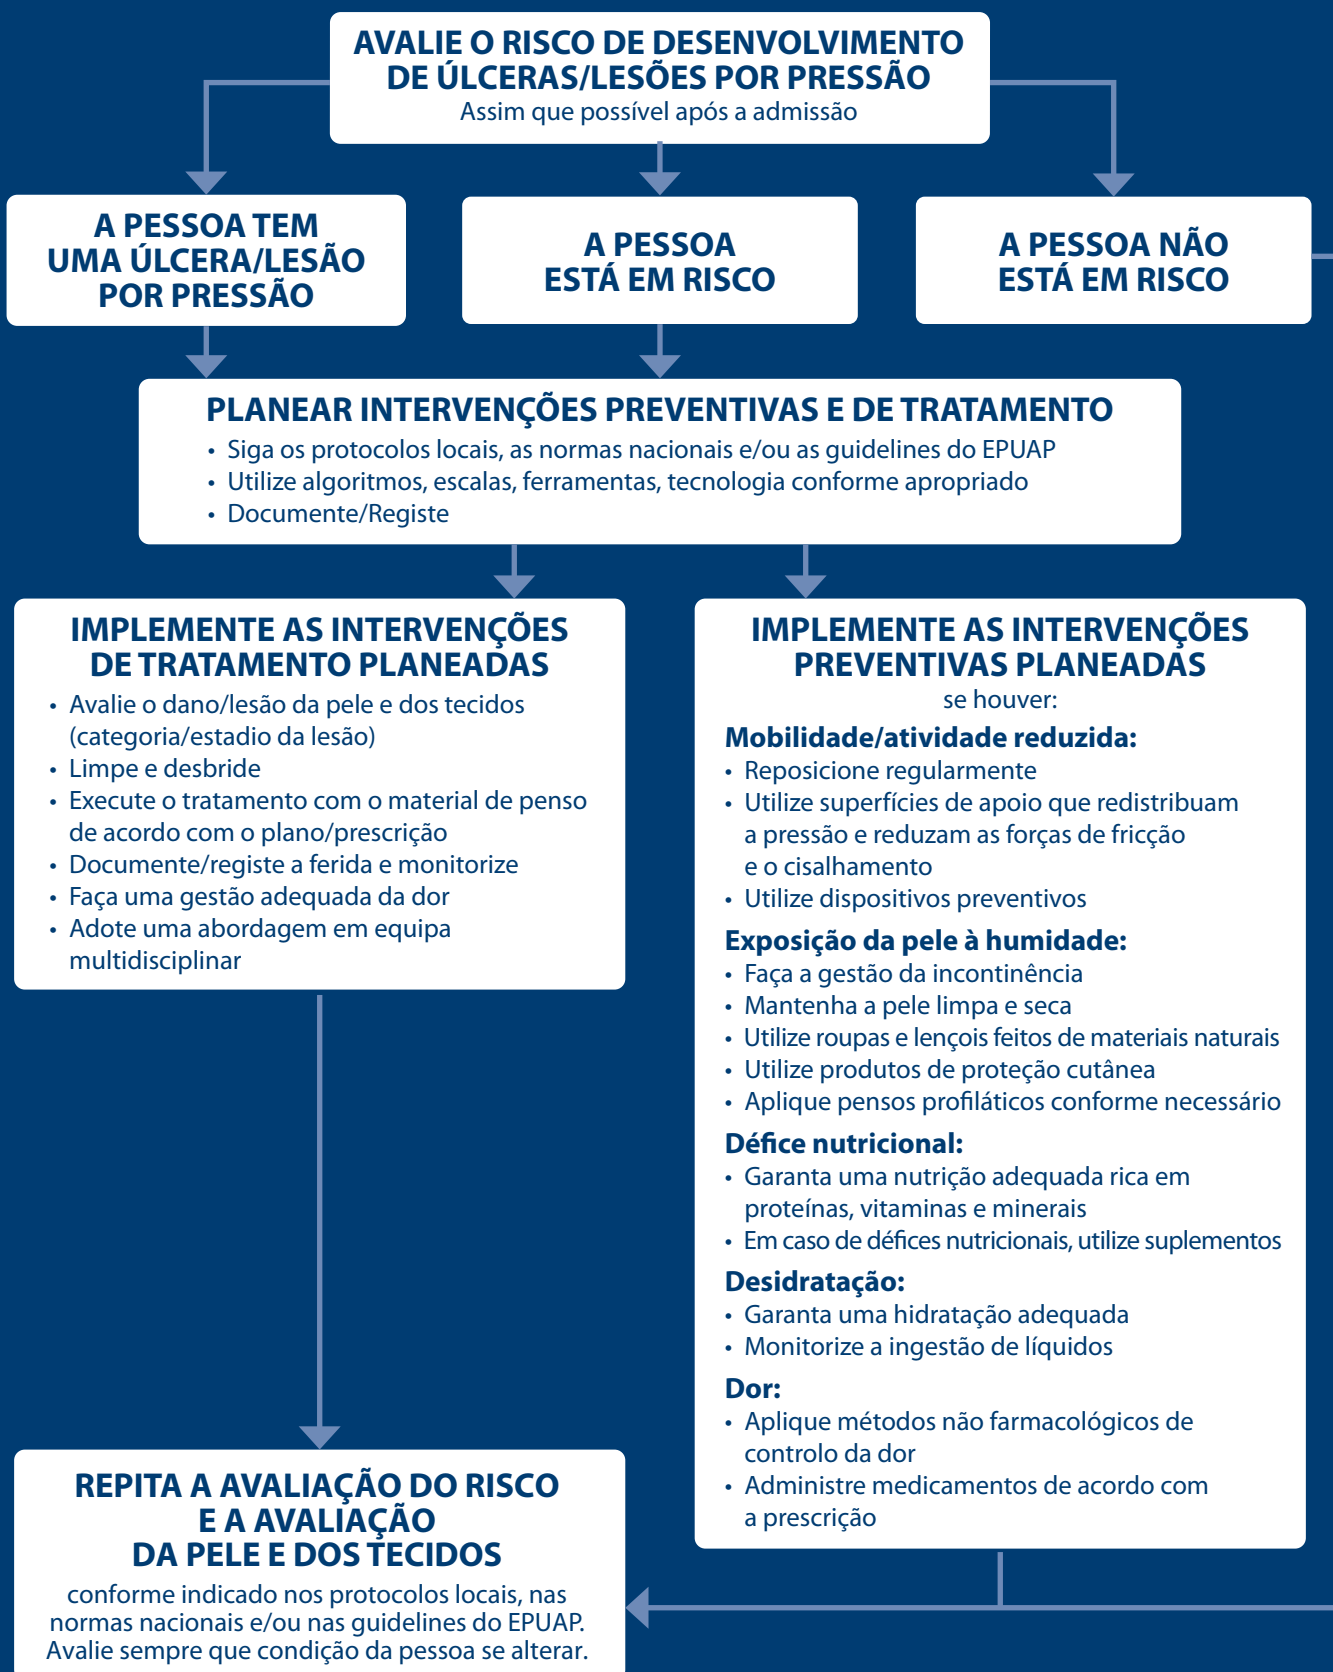 AVALIE O RISCO DE DESENVOLVIMENTO
DE ÚLCERAS/LESÕES POR PRESSÃO
Assim que possível após a admissão
A PESSOA TEM
UMA ÚLCERA/LESÃO
POR PRESSÃO
A PESSOA
ESTÁ EM RISCO
A PESSOA NÃO
ESTÁ EM RISCO
PLANEAR INTERVENÇÕES PREVENTIVAS E DE TRATAMENTO
• Siga os protocolos locais, as normas nacionais e/ou as guidelines do EPUAP
• Utilize algoritmos, escalas, ferramentas, tecnologia conforme apropriado
• Documente/Registe
IMPLEMENTE AS INTERVENÇÕES
DE TRATAMENTO PLANEADAS
• Avalie o dano/lesão da pele e dos tecidos
(categoria/estadio da lesão)
• Limpe e desbride
• Execute o tratamento com o material de penso
de acordo com o plano/prescrição
• Documente/registe a ferida e monitorize
• Faça uma gestão adequada da dor
• Adote uma abordagem em equipa
multidisciplinar
IMPLEMENTE AS INTERVENÇÕES
PREVENTIVAS PLANEADAS
se houver:
Mobilidade/atividade reduzida:
• Reposicione regularmente
• Utilize superfícies de apoio que redistribuam
a pressão e reduzam as forças de fricção
e o cisalhamento
• Utilize dispositivos preventivos
Exposição da pele à humidade:
• Faça a gestão da incontinência
• Mantenha a pele limpa e seca
• Utilize roupas e lençois feitos de materiais naturais
• Utilize produtos de proteção cutânea
• Aplique pensos profiláticos conforme necessário
Défice nutricional:
• Garanta uma nutrição adequada rica em
proteínas, vitaminas e minerais
• Em caso de défices nutricionais, utilize suplementos
Desidratação:
• Garanta uma hidratação adequada
• Monitorize a ingestão de líquidos
Dor:
• Aplique métodos não farmacológicos de
controlo da dor
• Administre medicamentos de acordo com
a prescrição
REPITA A AVALIAÇÃO DO RISCO
E A AVALIAÇÃO
DA PELE E DOS TECIDOS
conforme indicado nos protocolos locais, nas
normas nacionais e/ou nas guidelines do EPUAP.
Avalie sempre que condição da pessoa se alterar.